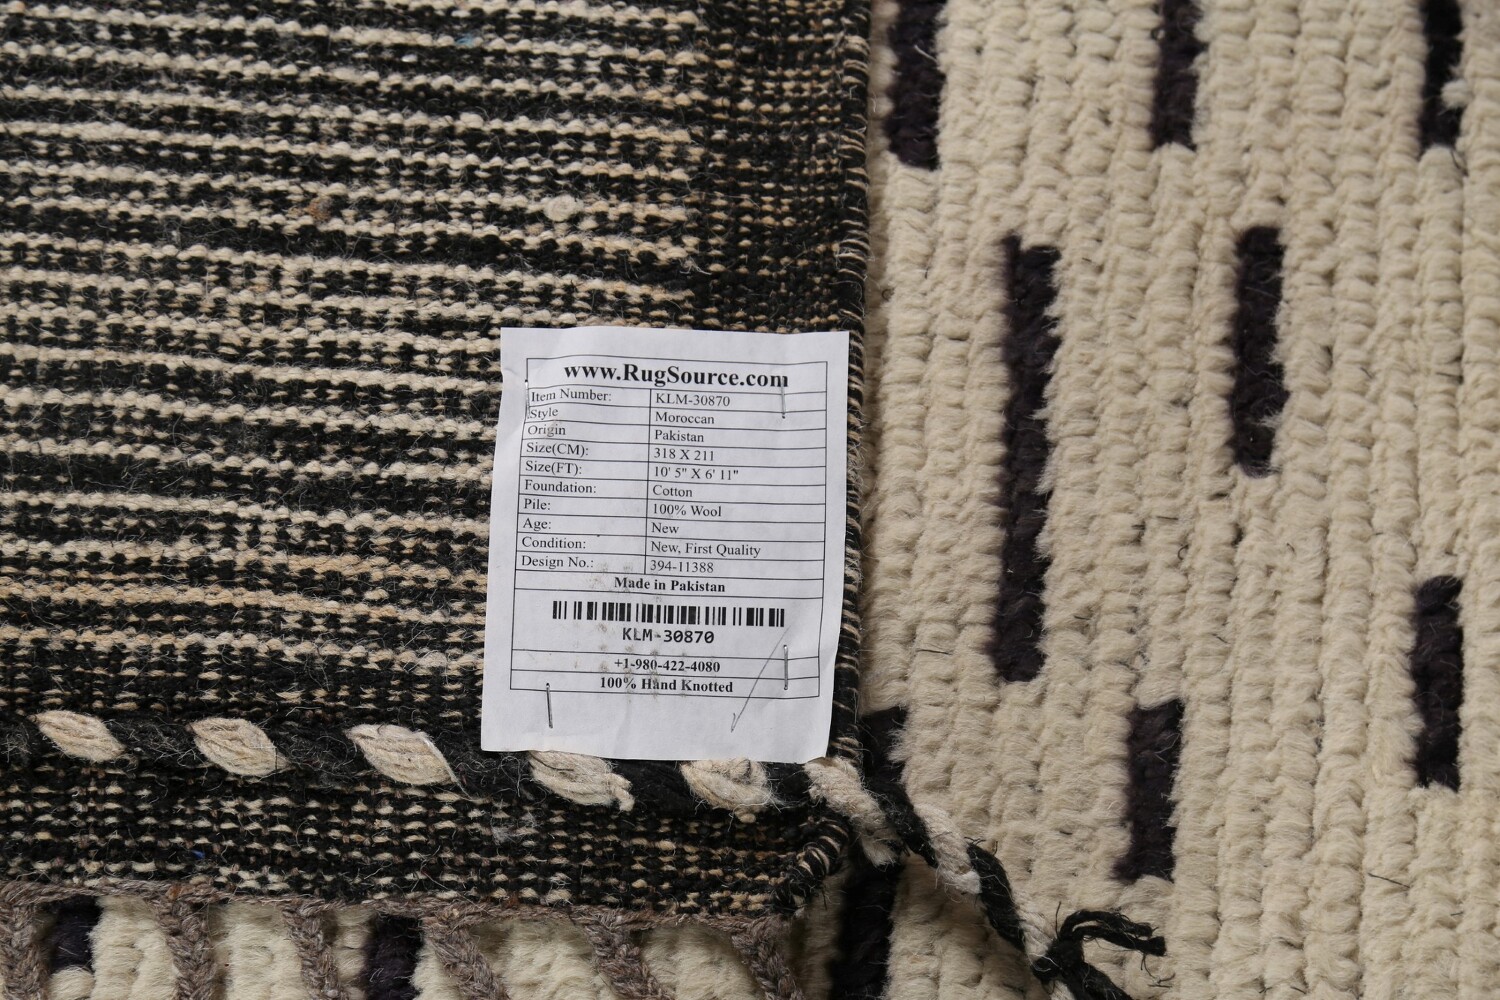 www.RugSource.com
Item Number: KLM-30870
Style Moroccan
Origin Pakistan
Size(CM): 318 X 211
Size(FT): 10' 5" X 6' 11"
Foundation: Cotton
Pile: 100% Wool
Age: New
Condition: New, First Quality
Design No.: 394-11388
Made in Pakistan
KLM-30870
+1-980-422-4080
100% Hand Knotted